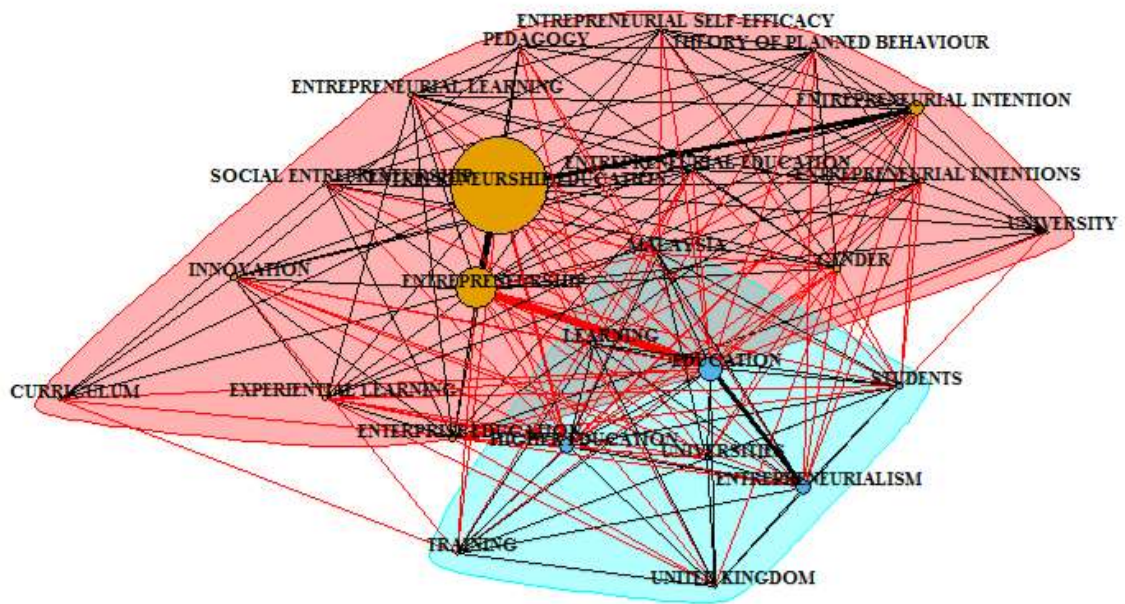 ENTREPRENEURIAL SELF-EFFICACY
PEDAGOGY
THEORY OF PLANNED BEHAVIOUR
ENTREPRENEURIAL LEARNING
ENTREPRENEURIAL INTENTION
ENTREPRENEURIAL EDUCATION
SOCIAL ENTREPRENEURSHIP
ENTREPRENEURSHIP EDUCATION
ENTREPRENEURIAL INTENTIONS
UNIVERSITY
MALAYSIA
GENDER
INNOVATION
ENTREPRENEURSHIP
LEARNING
EDUCATION
STUDENTS
CURRICULUM
EXPERIENTIAL LEARNING
ENTERPRISE EDUCATION
HIGHER EDUCATION
UNIVERSITIES
ENTREPRENEURIALISM
TRAINING
UNITED KINGDOM